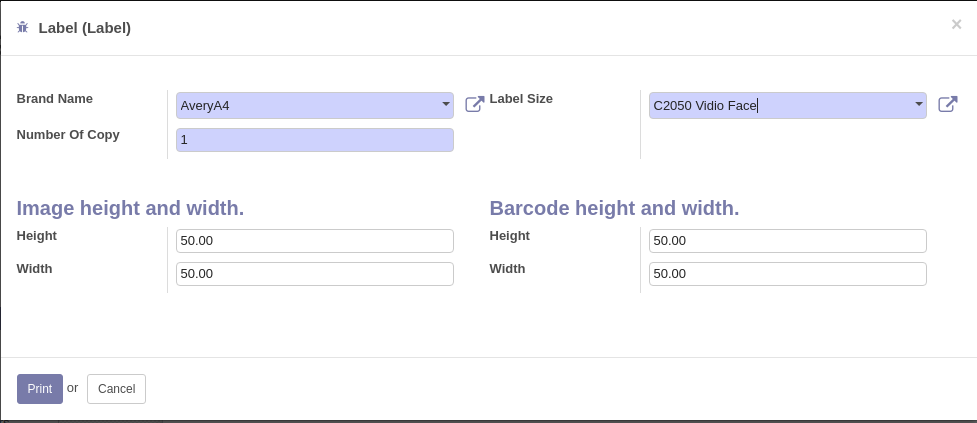 Label (Label)
×
Brand Name
AveryA4
Label Size
C2050 Vidio Face
Number Of Copy
1
Image height and width.
Barcode height and width.
Height
50.00
Height
50.00
Width
50.00
Width
50.00
Print or Cancel